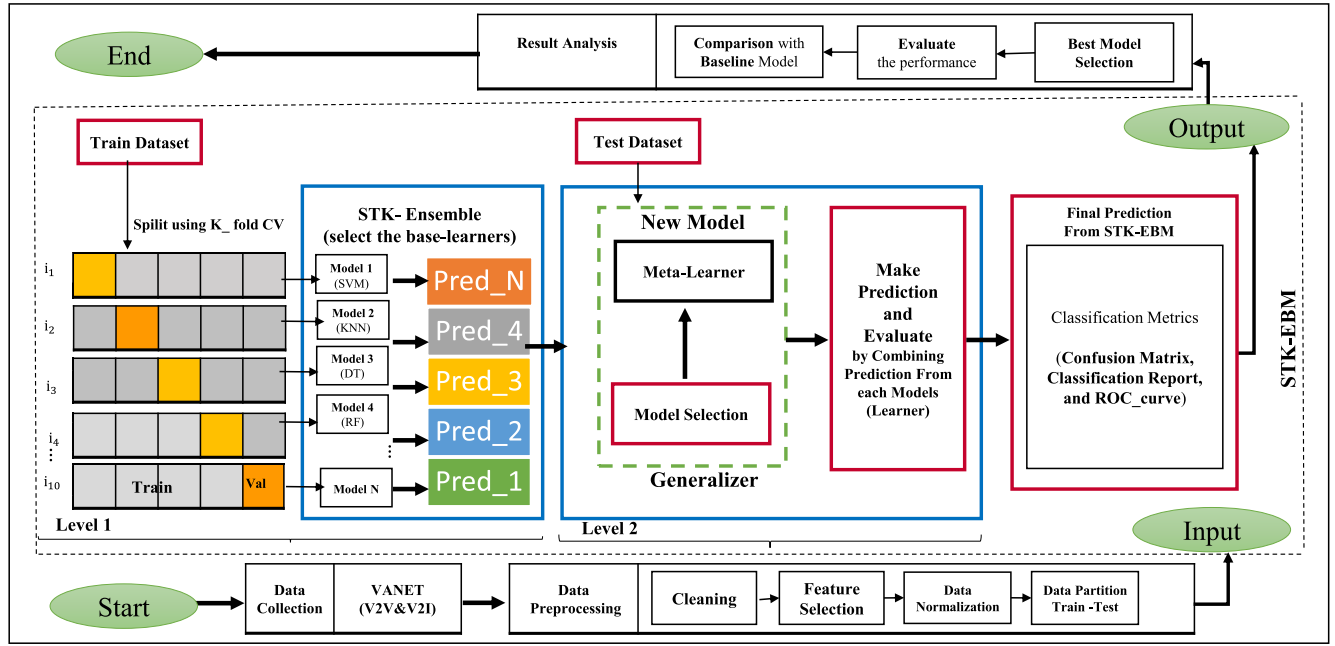 End
Result Analysis
Comparison with
Baseline Model
Evaluate
the performance
Best Model
Selection
Output
Train Dataset
Spilit using K_ fold CV
i1
i2
i3
i4
...
i10
Train
Val
Level 1
STK- Ensemble
(select the base-learners)
Model 1
(SVM)
Model 2
(KNN)
Model 3
(DT)
Model 4
(RF)
...
Model N
Pred_N
Pred_4
Pred_3
Pred_2
Pred_1
Test Dataset
New Model
Meta-Learner
Model Selection
Generalizer
Level 2
Make
Prediction
and
Evaluate
by Combining
Prediction From
each Models
(Learner)
Final Prediction
From STK-EBM
Classification Metrics
(Confusion Matrix,
Classification Report,
and ROC_curve)
STK-EBM
Input
Start
Data
Collection
VANET
(V2V&V2I)
Data
Preprocessing
Cleaning
Feature
Selection
Data
Normalization
Data Partition
Train -Test